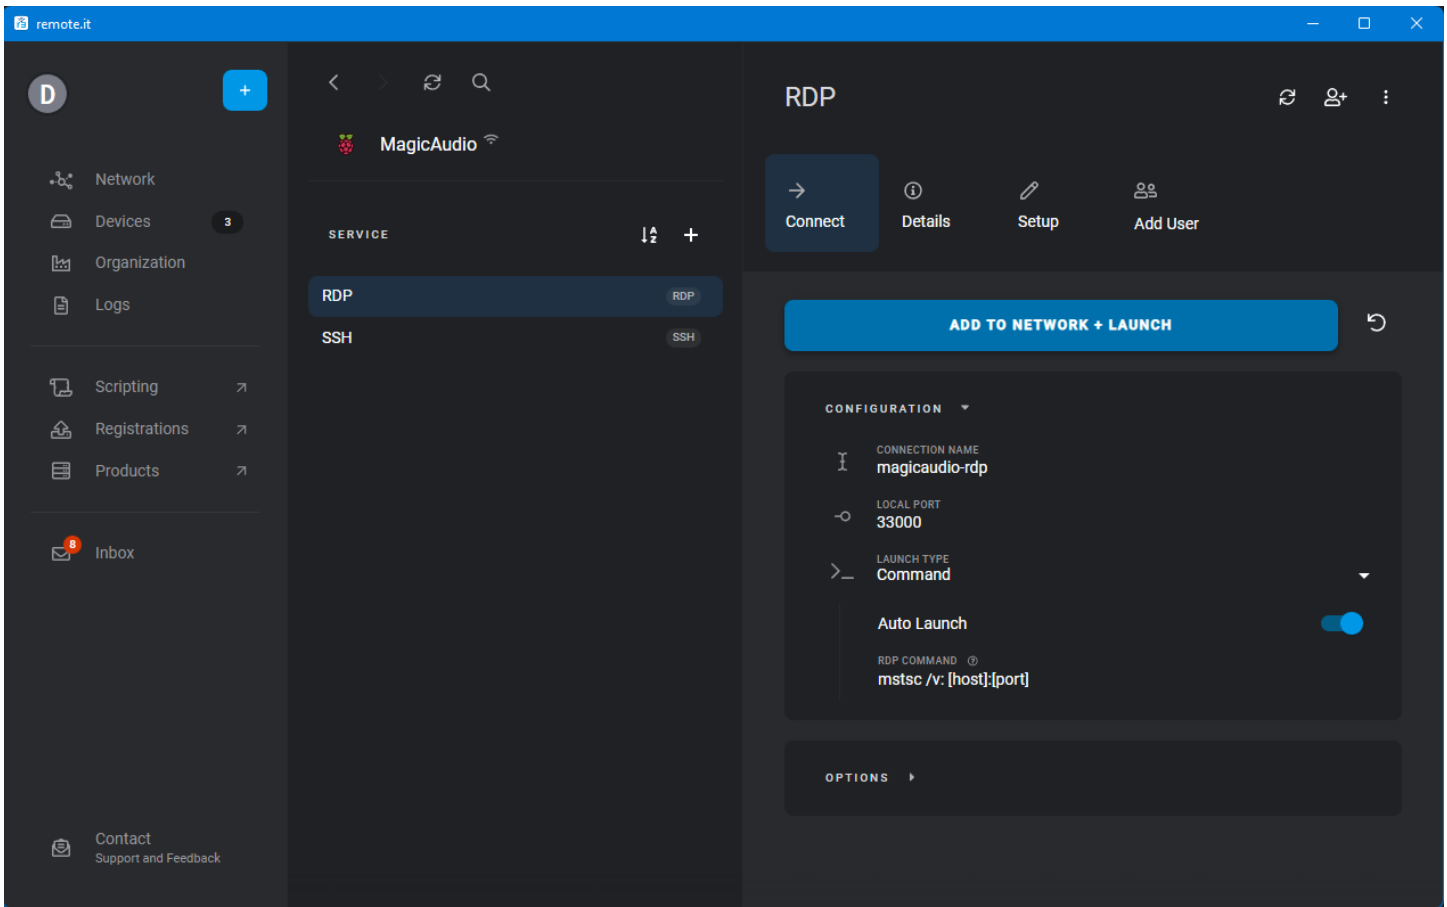 remote.it
D
+
Network
Devices 3
Organization
Logs
Scripting
Registrations
Products
8
Inbox
Contact
Support and Feedback
MagicAudio
SERVICE
RDP RDP
SSH SSH
RDP
Connect
Details
Setup
Add User
ADD TO NETWORK + LAUNCH
CONFIGURATION
CONNECTION NAME
magicaudio-rdp
LOCAL PORT
33000
LAUNCH TYPE
Command
Auto Launch
RDP COMMAND
mstsc /v: [host]:[port]
OPTIONS